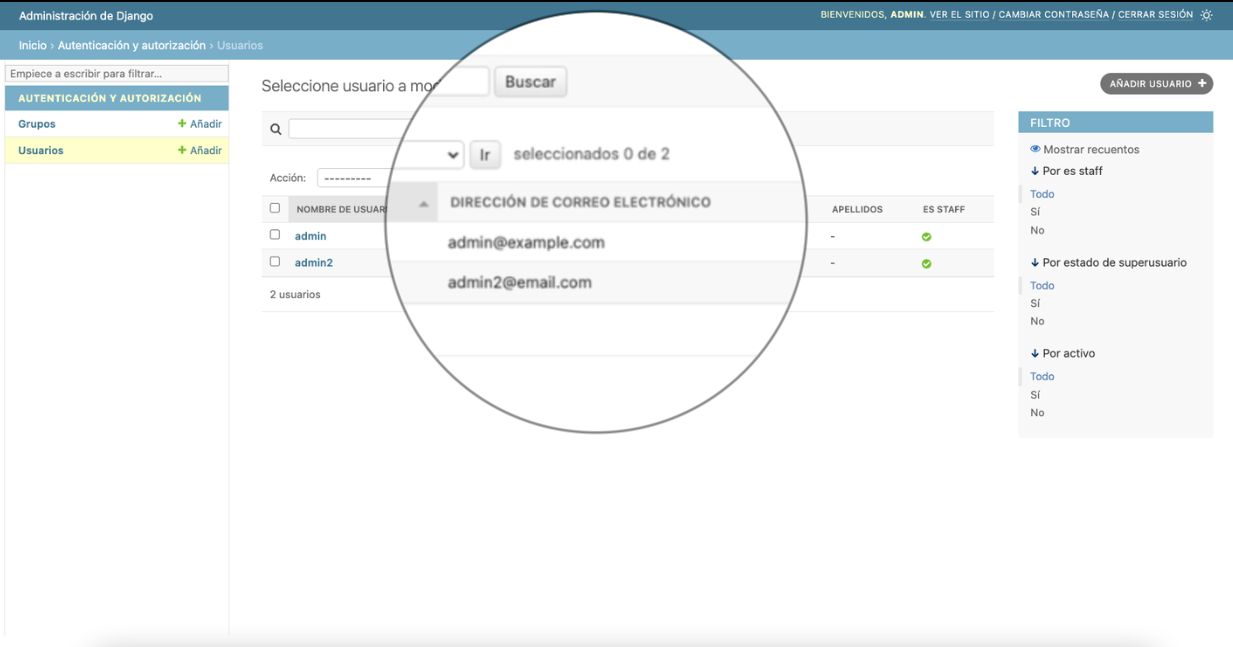 Administración de Django
BIENVENIDOS, ADMIN. VER EL SITIO / CAMBIAR CONTRASEÑA / CERRAR SESIÓN
Inicio › Autenticación y autorización › Usuarios
Empiece a escribir para filtrar...
AUTENTICACIÓN Y AUTORIZACIÓN
Grupos + Añadir
Usuarios + Añadir
Seleccione usuario a mo
AÑADIR USUARIO +
Buscar
Acción: ---------
Ir seleccionados 0 de 2
NOMBRE DE USUAR DIRECCIÓN DE CORREO ELECTRÓNICO APELLIDOS ES STAFF
admin admin@example.com -
admin2 admin2@email.com -
2 usuarios
FILTRO
Mostrar recuentos
↓ Por es staff
Todo
Sí
No
↓ Por estado de superusuario
Todo
Sí
No
↓ Por activo
Todo
Sí
No